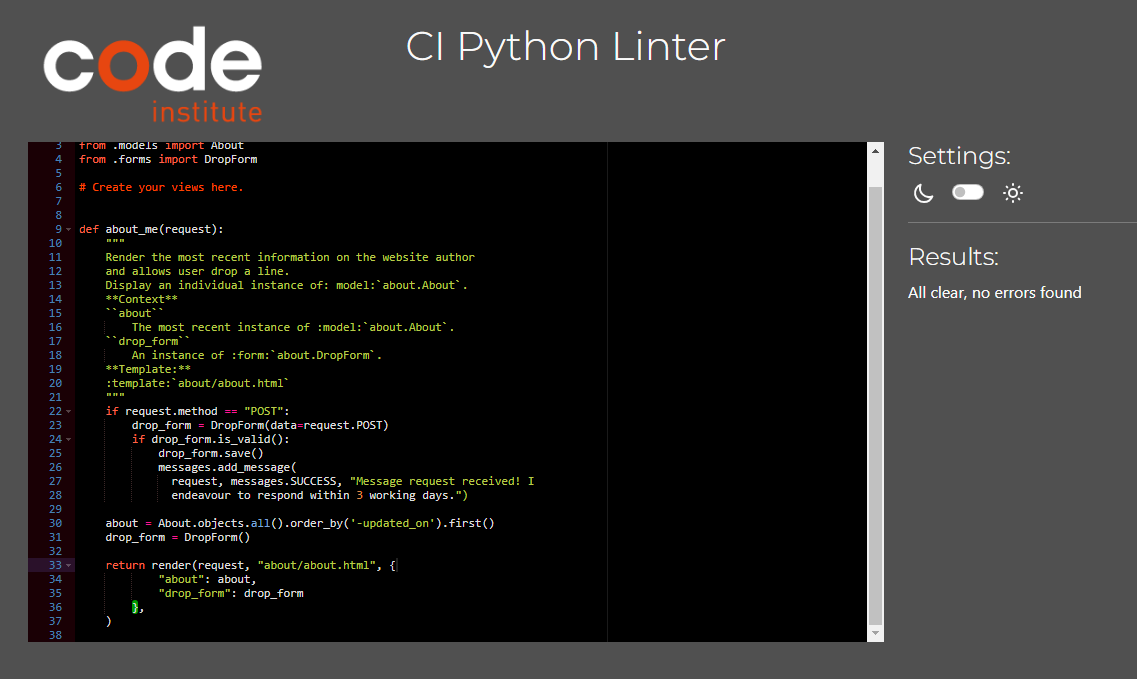 code
institute
CI Python Linter
3 from .models import About
4 from .forms import DropForm
5
6 # Create your views here.
7
8
9 def about_me(request):
10 """
11 Render the most recent information on the website author
12 and allows user drop a line.
13 Display an individual instance of: model:`about.About`.
14 **Context**
15 ``about``
16 The most recent instance of :model:`about.About`.
17 ``drop_form``
18 An instance of :form:`about.DropForm`.
19 **Template:**
20 :template:`about/about.html`
21 """
22 if request.method == "POST":
23 drop_form = DropForm(data=request.POST)
24 if drop_form.is_valid():
25 drop_form.save()
26 messages.add_message(
27 request, messages.SUCCESS, "Message request received! I
28 endeavour to respond within 3 working days.")
29
30 about = About.objects.all().order_by('-updated_on').first()
31 drop_form = DropForm()
32
33 return render(request, "about/about.html", {
34 "about": about,
35 "drop_form": drop_form
36 },
37 )
38
Settings:
Results:
All clear, no errors found